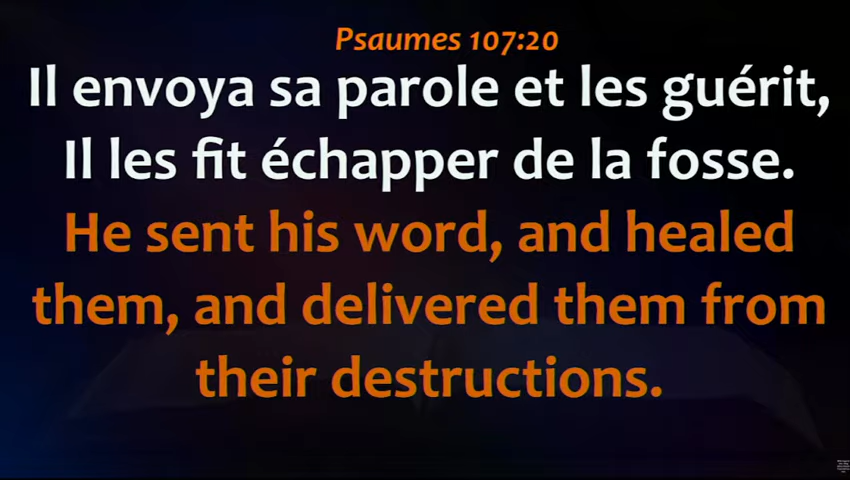 Psaumes 107:20
Il envoya sa parole et les guérit,
Il les fit échapper de la fosse.
He sent his word, and healed
them, and delivered them from
their destructions.